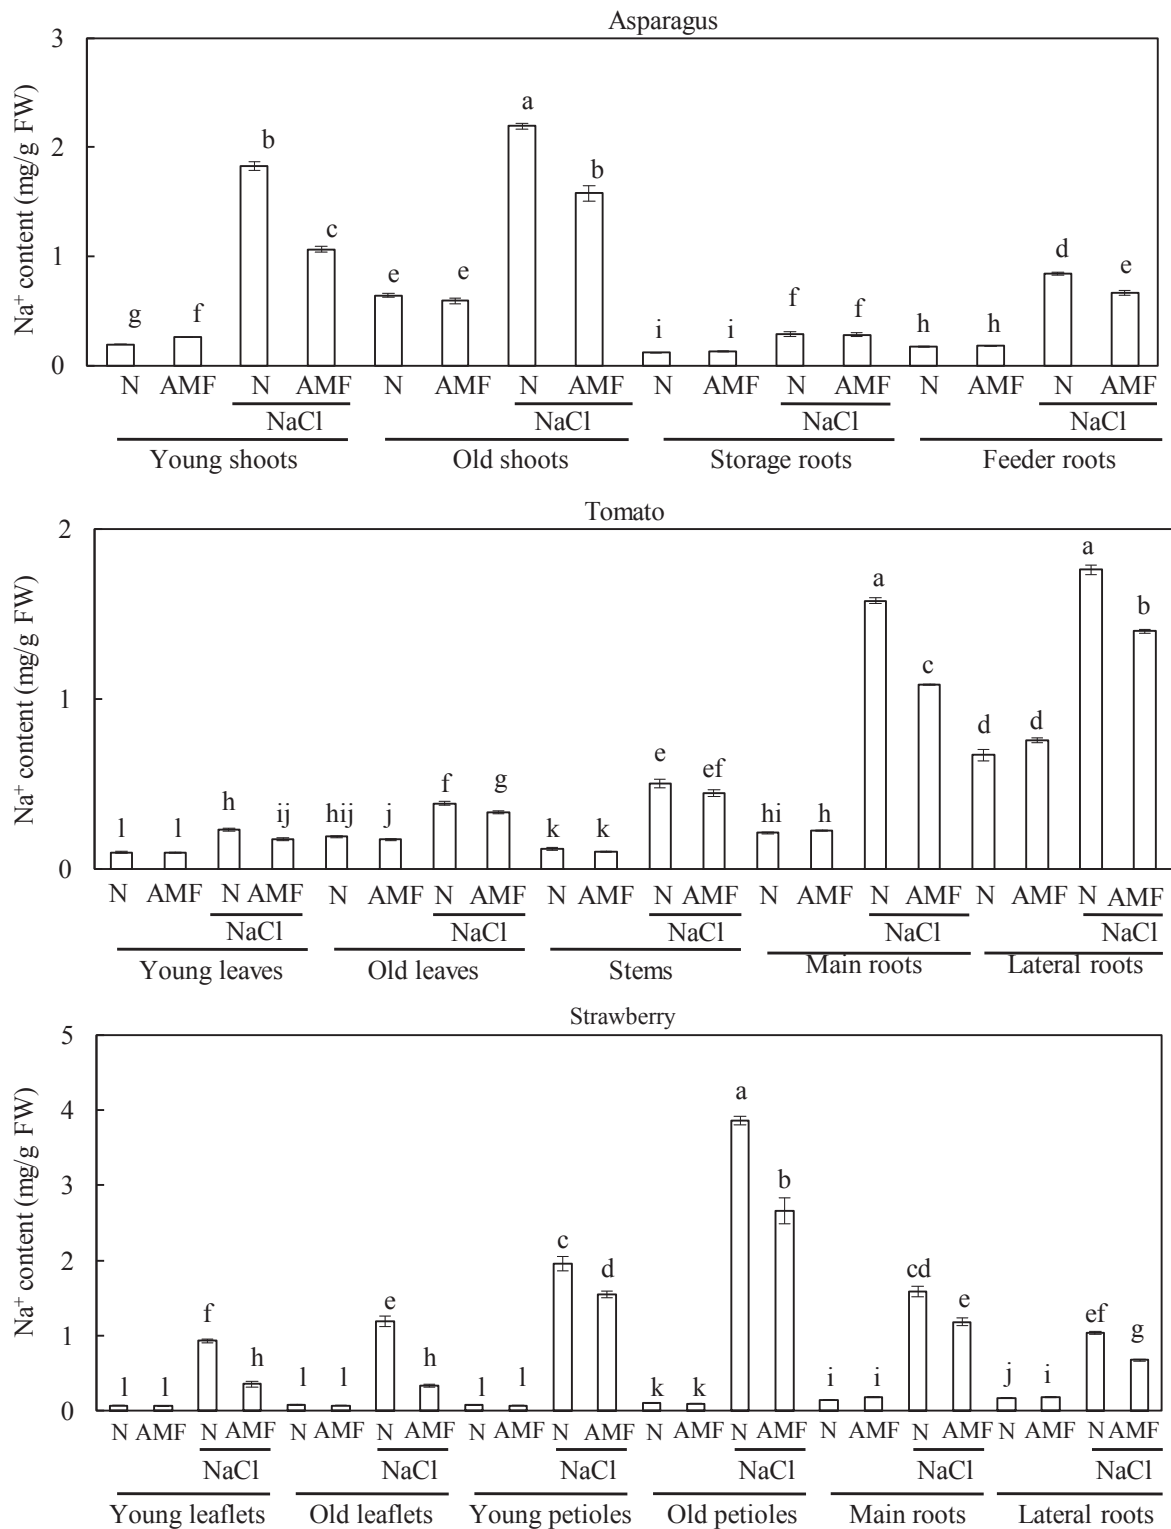 Asparagus
Na⁺ content (mg/g FW)
3
2
1
0
g f b c e e a b i i f f h h d e
N AMF N AMF N AMF N AMF N AMF N AMF N AMF N AMF
NaCl NaCl NaCl NaCl
Young shoots Old shoots Storage roots Feeder roots
Tomato
Na⁺ content (mg/g FW)
2
1
0
l l h ij hij j f g k k e ef hi h a c d d a b
N AMF N AMF N AMF N AMF N AMF N AMF N AMF N AMF N AMF N AMF
NaCl NaCl NaCl NaCl NaCl
Young leaves Old leaves Stems Main roots Lateral roots
Strawberry
Na⁺ content (mg/g FW)
5
4
3
2
1
0
l l f h l l e h l l c d k k a b i i cd e j i ef g
N AMF N AMF N AMF N AMF N AMF N AMF N AMF N AMF N AMF N AMF N AMF N AMF
NaCl NaCl NaCl NaCl NaCl NaCl
Young leaflets Old leaflets Young petioles Old petioles Main roots Lateral roots